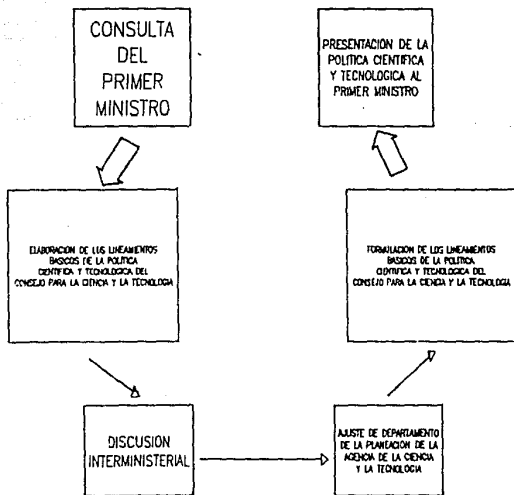 CONSULTA
DEL
PRIMER
MINISTRO
PRESENTACION DE LA
POLITICA CIENTIFICA
Y TECNOLOGICA AL
PRIMER MINISTRO
ELABORACION DE LOS LINEAMIENTOS
BASICOS DE LA POLITICA
CIENTIFICA Y TECNOLOGICA DEL
CONSEJO PARA LA CIENCIA Y LA TECNOLOGIA
FORMULACION DE LOS LINEAMIENTOS
BASICOS DE LA POLITICA
CIENTIFICA Y TECNOLOGICA DEL
CONSEJO PARA LA CIENCIA Y LA TECNOLOGIA
DISCUSION
INTERMINISTERIAL
AJUSTE DE DEPARTAMENTO
DE LA PLANEACION DE LA
AGENCIA DE LA CIENCIA
Y LA TECNOLOGIA